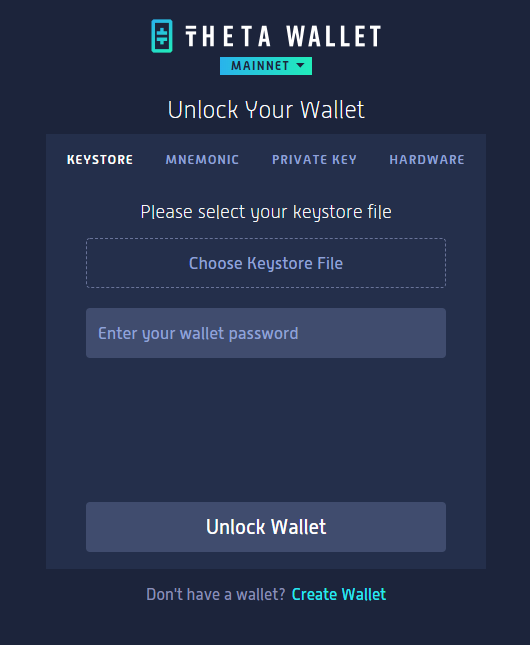 THETA WALLET
MAINNET
Unlock Your Wallet
KEYSTORE MNEMONIC PRIVATE KEY HARDWARE
Please select your keystore file
Choose Keystore File
Enter your wallet password
Unlock Wallet
Don't have a wallet? Create Wallet